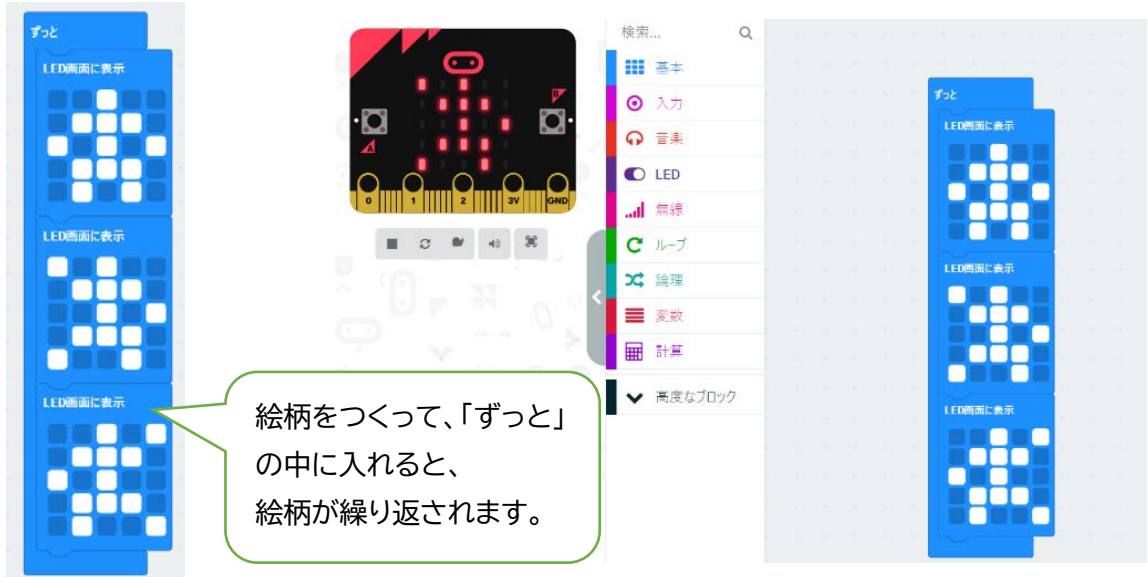 ずっと
LED画面に表示
LED画面に表示
LED画面に表示
B
A
0 1 2 3V GND
絵柄をつくって、「ずっと」
の中に入れると、
絵柄が繰り返されます。
検索...
基本
入力
音楽
LED
無線
ループ
論理
変数
計算
高度なブロック
ずっと
LED画面に表示
LED画面に表示
LED画面に表示